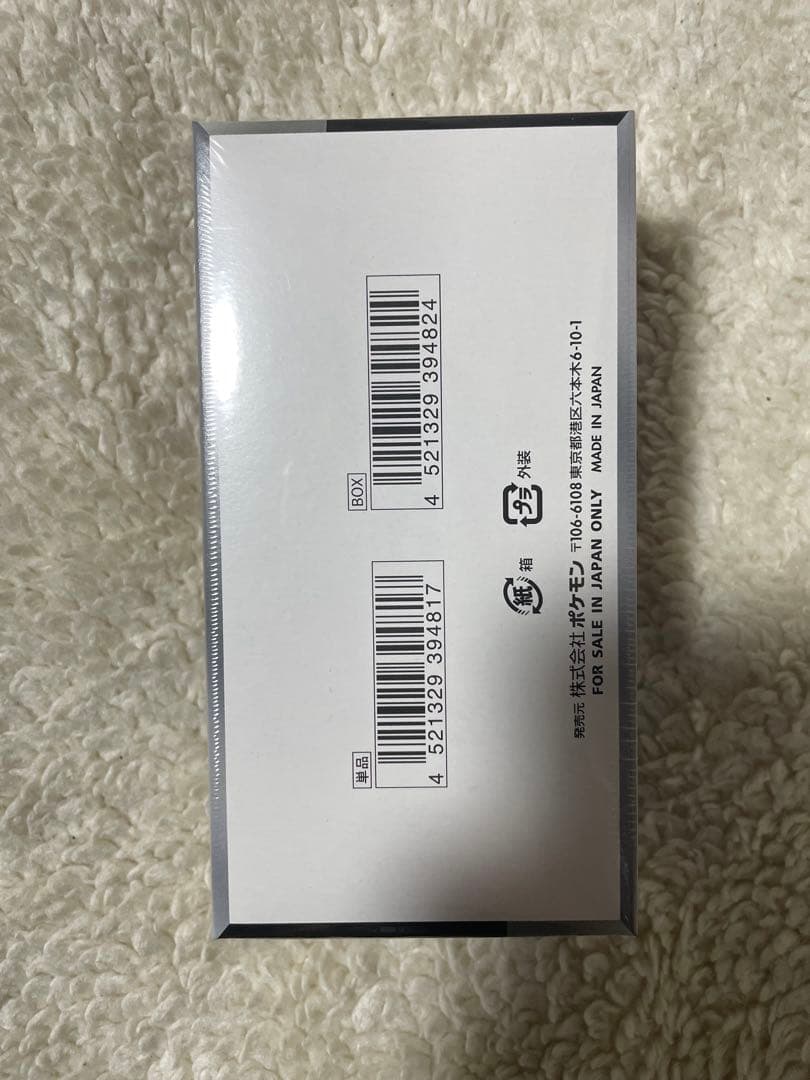 単品
4 521329 394817
BOX
4 521329 394824
紙 箱
プラ 外装
発売元 株式会社ポケモン 〒106-6108 東京都港区六本木6-10-1
FOR SALE IN JAPAN ONLY MADE IN JAPAN